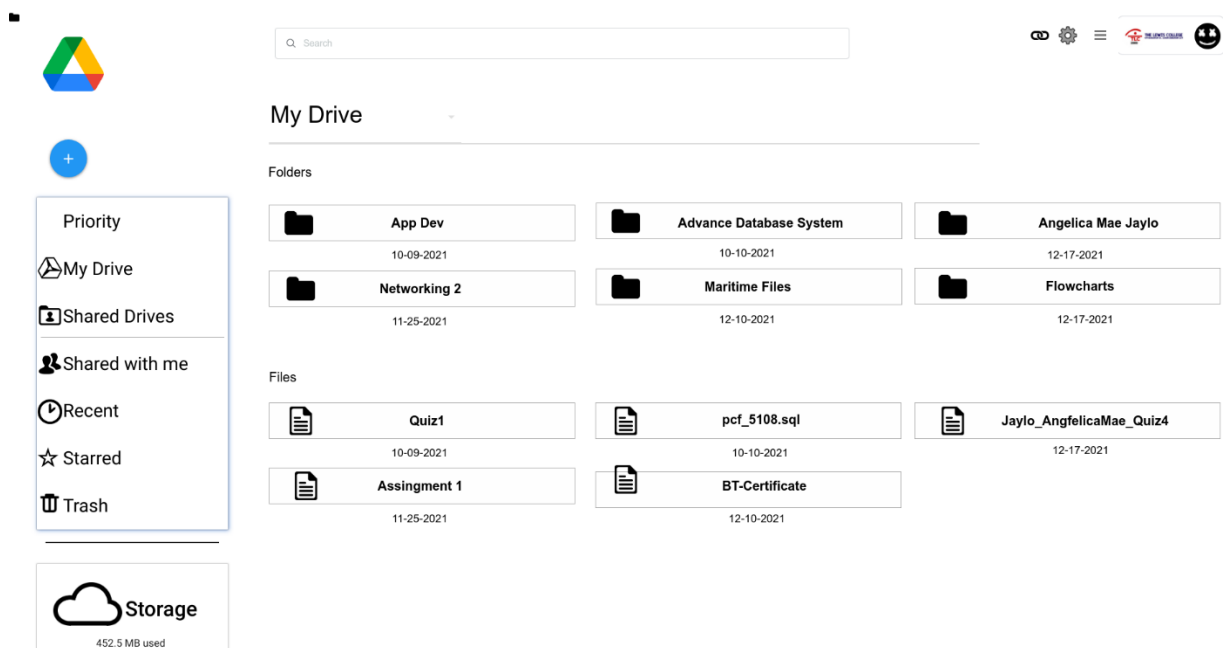 Search
THE LEWIS COLLEGE
My Drive
Folders
Priority
My Drive
Shared Drives
Shared with me
Recent
Starred
Trash
App Dev
Advance Database System
Angelica Mae Jaylo
10-09-2021
10-10-2021
12-17-2021
Networking 2
Maritime Files
Flowcharts
11-25-2021
12-10-2021
12-17-2021
Files
Quiz1
pcf_5108.sql
Jaylo_AngfelicaMae_Quiz4
10-09-2021
10-10-2021
12-17-2021
Assingment 1
BT-Certificate
11-25-2021
12-10-2021
Storage
452.5 MB used